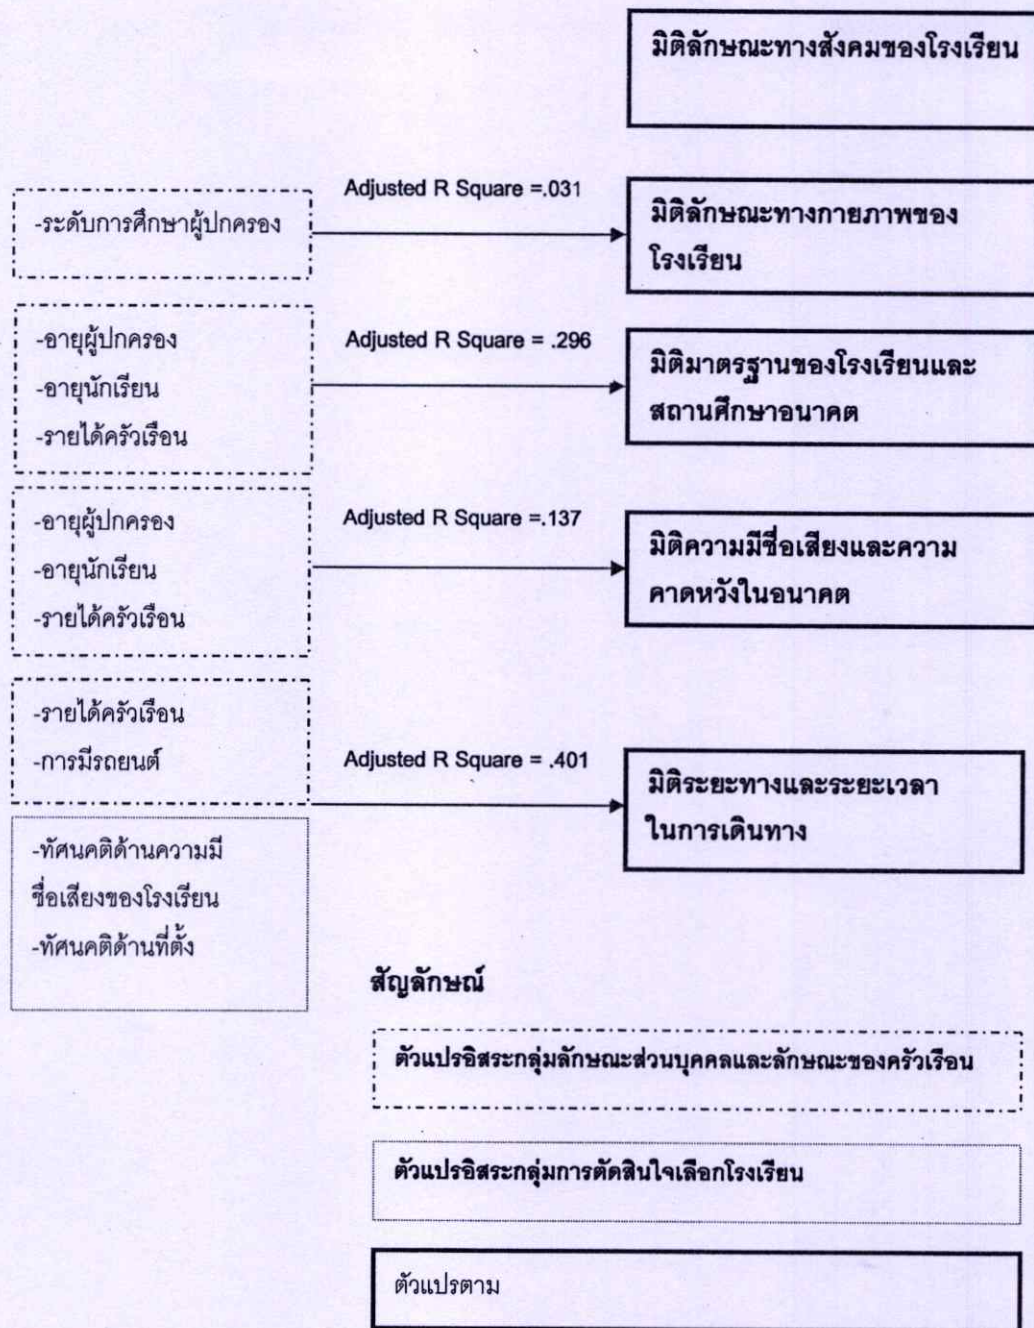 มิติลักษณะทางสังคมของโรงเรียน
-ระดับการศึกษาผู้ปกครอง
Adjusted R Square =.031
มิติลักษณะทางกายภาพของ
โรงเรียน
-อายุผู้ปกครอง
-อายุนักเรียน
-รายได้ครัวเรือน
Adjusted R Square = .296
มิติมาตรฐานของโรงเรียนและ
สถานศึกษาอนาคต
-อายุผู้ปกครอง
-อายุนักเรียน
-รายได้ครัวเรือน
Adjusted R Square =.137
มิติความมีชื่อเสียงและความ
คาดหวังในอนาคต
-รายได้ครัวเรือน
-การมีรถยนต์
Adjusted R Square = .401
มิติระยะทางและระยะเวลา
ในการเดินทาง
-ทัศนคติด้านความมี
ชื่อเสียงของโรงเรียน
-ทัศนคติด้านที่ตั้ง
สัญลักษณ์
ตัวแปรอิสระกลุ่มลักษณะส่วนบุคคลและลักษณะของครัวเรือน
ตัวแปรอิสระกลุ่มการตัดสินใจเลือกโรงเรียน
ตัวแปรตาม